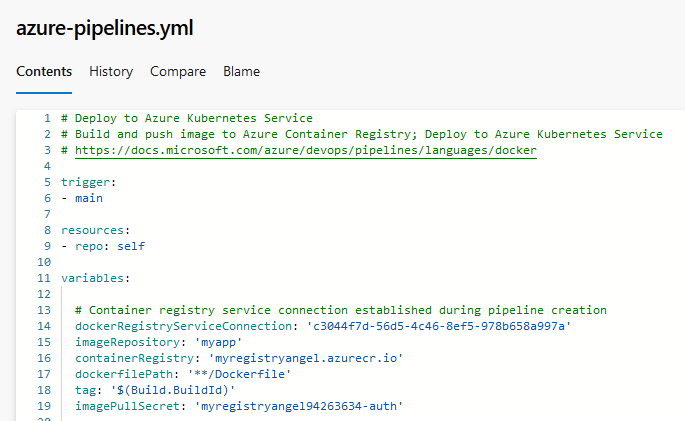 azure-pipelines.yml
Contents History Compare Blame
1 # Deploy to Azure Kubernetes Service
2 # Build and push image to Azure Container Registry; Deploy to Azure Kubernetes Service
3 # https://docs.microsoft.com/azure/devops/pipelines/languages/docker
4
5 trigger:
6 - main
7
8 resources:
9 - repo: self
10
11 variables:
12
13 # Container registry service connection established during pipeline creation
14 dockerRegistryServiceConnection: 'c3044f7d-56d5-4c46-8ef5-978b658a997a'
15 imageRepository: 'myapp'
16 containerRegistry: 'myregistryangel.azurecr.io'
17 dockerfilePath: '**/Dockerfile'
18 tag: '$(Build.BuildId)'
19 imagePullSecret: 'myregistryangel94263634-auth'